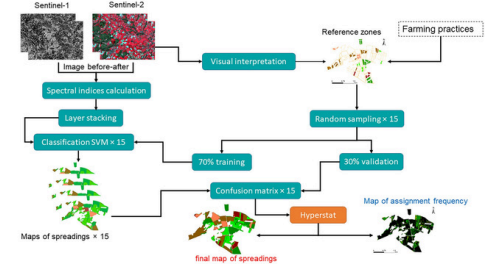 Sentinel-1
Sentinel-2
Image before-after
Visual interpretation
Reference zones
Farming practices
Spectral indices calculation
Layer stacking
Random sampling × 15
Classification SVM × 15
70% training
30% validation
Confusion matrix × 15
Map of assignment frequency
Hyperstat
Maps of spreadings × 15
final map of spreadings